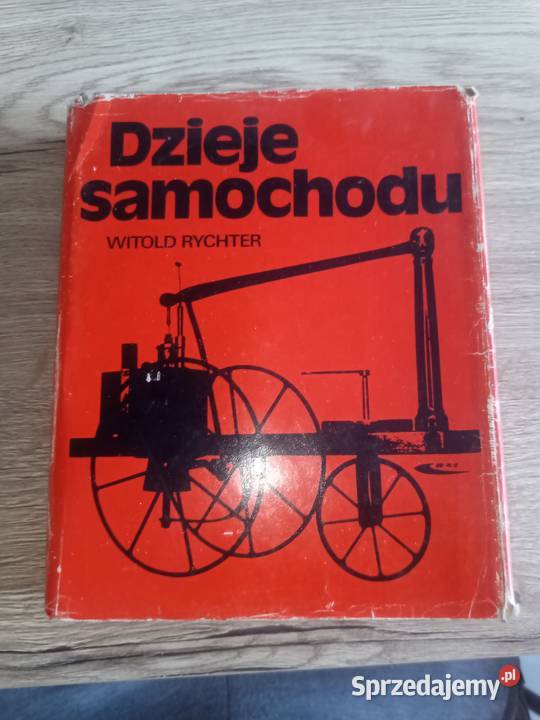 Dzieje
samochodu
WITOLD RYCHTER
Sprzedajemy.pl